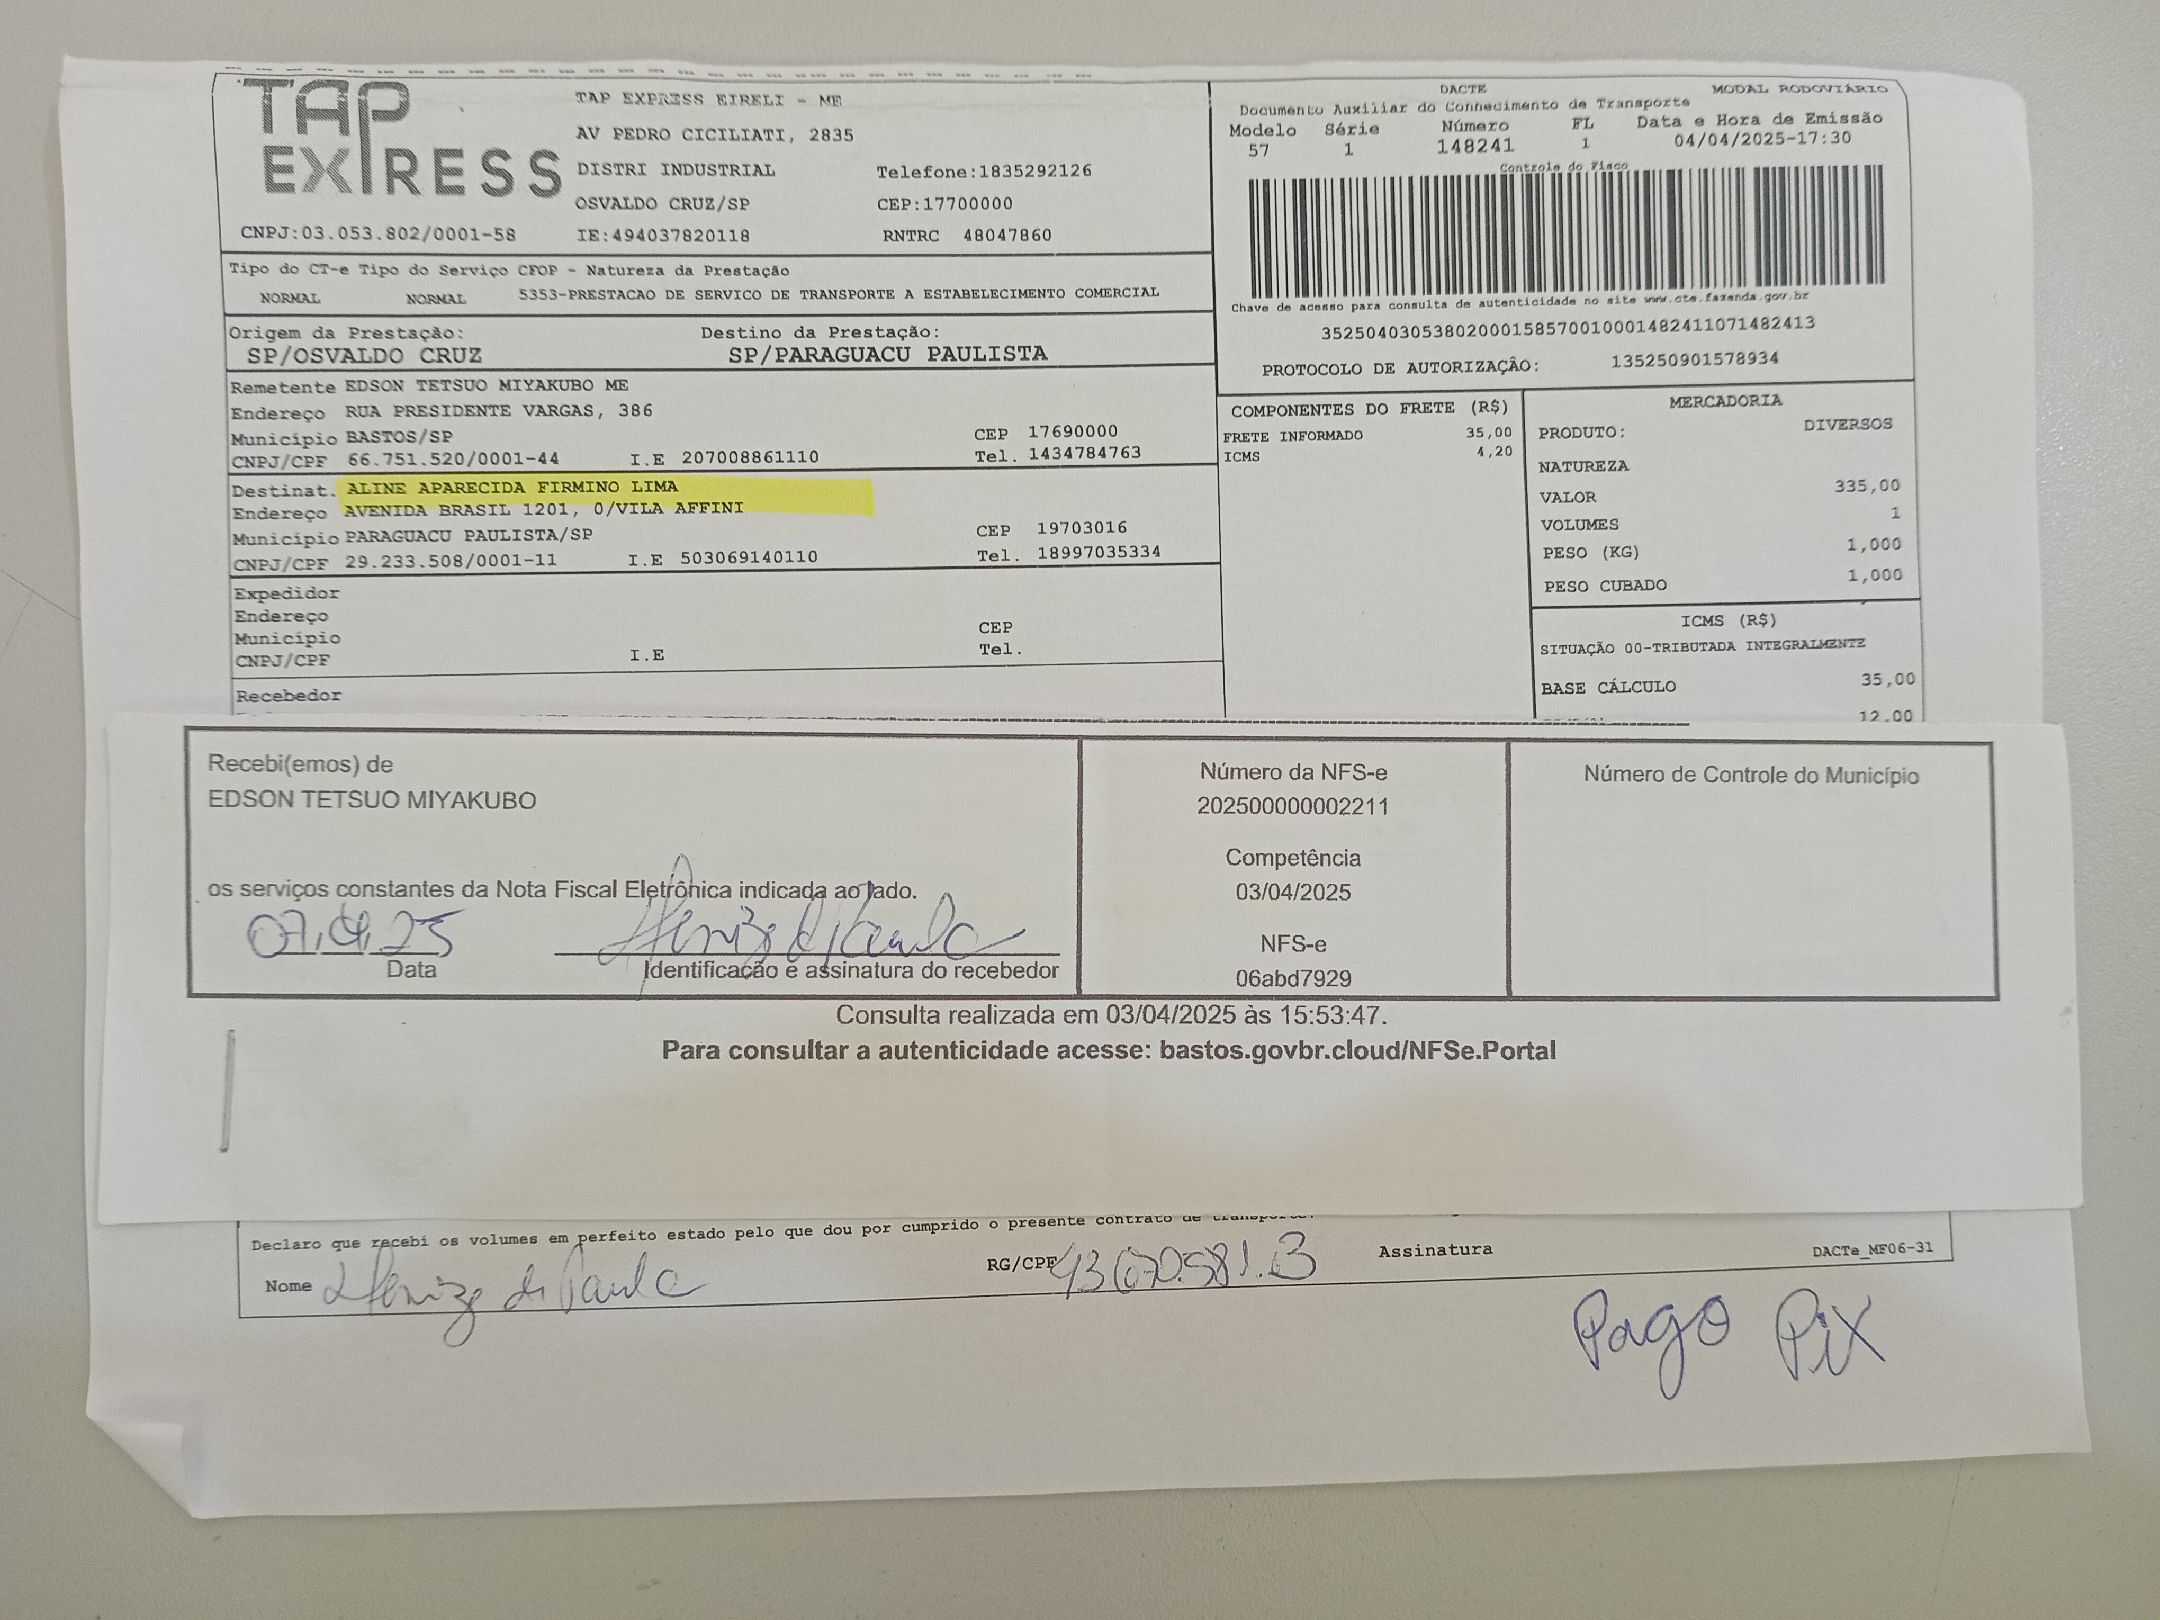 TAP EXPRESS
TAP EXPRESS EIRELI - ME
AV PEDRO CICILIATI, 2835
DISTRI INDUSTRIAL Telefone:1835292126
OSVALDO CRUZ/SP CEP:17700000
CNPJ:03.053.802/0001-58 IE:494037820118 RNTRC 48047860
DACTE MODAL RODOVIÁRIO
Documento Auxiliar do Conhecimento de Transporte
Modelo Série Número FL Data e Hora de Emissão
57 1 148241 1 04/04/2025-17:30
Controle do Fisco
Chave de acesso para consulta de autenticidade no site www.cte.fazenda.gov.br
35250403053802000158570010001482411071482413
PROTOCOLO DE AUTORIZAÇÃO: 135250901578934
Tipo do CT-e Tipo do Serviço CFOP - Natureza da Prestação
NORMAL NORMAL 5353-PRESTACAO DE SERVICO DE TRANSPORTE A ESTABELECIMENTO COMERCIAL
Origem da Prestação: Destino da Prestação:
SP/OSVALDO CRUZ SP/PARAGUACU PAULISTA
Remetente EDSON TETSUO MIYAKUBO ME
Endereço RUA PRESIDENTE VARGAS, 386
Município BASTOS/SP CEP 17690000
CNPJ/CPF 66.751.520/0001-44 I.E 207008861110 Tel. 1434784763
Destinat. ALINE APARECIDA FIRMINO LIMA
Endereço AVENIDA BRASIL 1201, 0/VILA AFFINI
Município PARAGUACU PAULISTA/SP CEP 19703016
CNPJ/CPF 29.233.508/0001-11 I.E 503069140110 Tel. 18997035334
Expedidor
Endereço
Município CEP
CNPJ/CPF I.E Tel.
Recebedor
COMPONENTES DO FRETE (R$)
FRETE INFORMADO 35,00
ICMS 4,20
MERCADORIA
PRODUTO: DIVERSOS
NATUREZA
VALOR 335,00
VOLUMES 1
PESO (KG) 1,000
PESO CUBADO 1,000
ICMS (R$)
SITUAÇÃO 00-TRIBUTADA INTEGRALMENTE
BASE CÁLCULO 35,00
12,00
Recebi(emos) de
EDSON TETSUO MIYAKUBO
os serviços constantes da Nota Fiscal Eletrônica indicada ao lado.
07.04.25
Data Identificação e assinatura do recebedor
Número da NFS-e
202500000002211
Competência
03/04/2025
NFS-e
06abd7929
Número de Controle do Município
Consulta realizada em 03/04/2025 às 15:53:47.
Para consultar a autenticidade acesse: bastos.govbr.cloud/NFSe.Portal
Declaro que recebi os volumes em perfeito estado pelo que dou por cumprido o presente contrato de transporte.
Nome de Paula RG/CPF Assinatura DACTe_MF06-31
Pago Pix